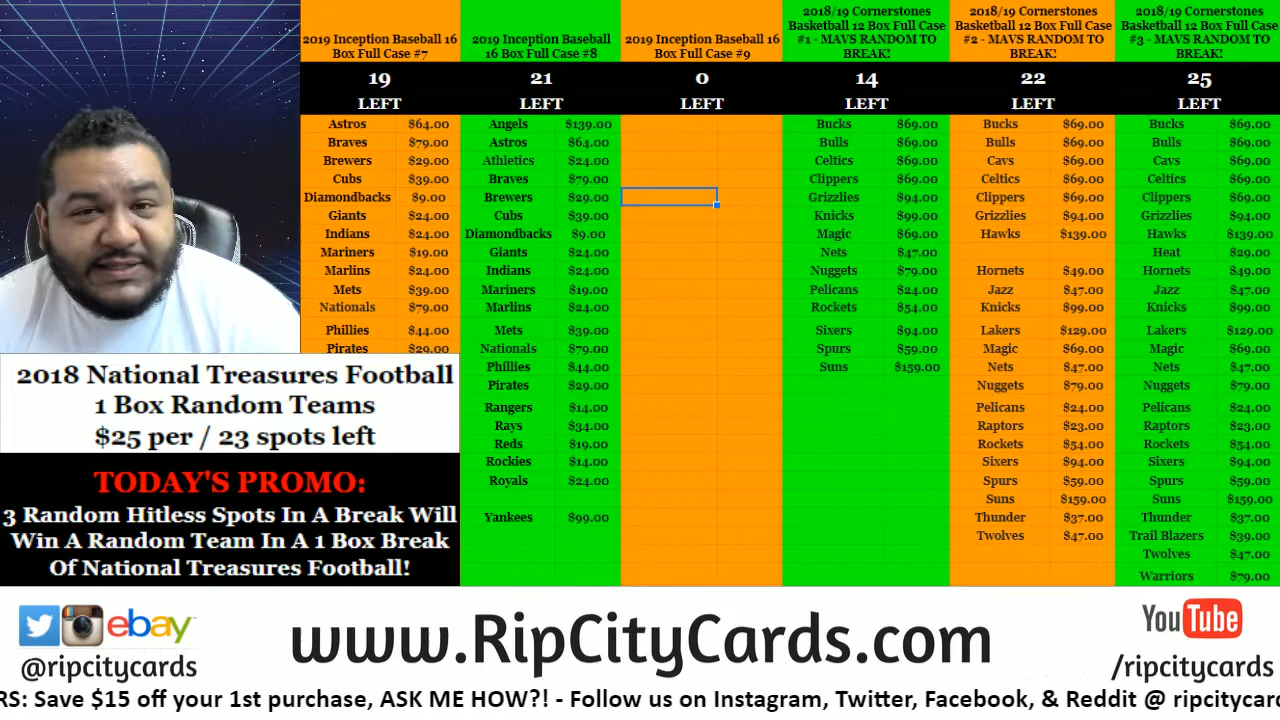 2019 Inception Baseball 16
Box Full Case #7
19
LEFT
Astros $64.00
Braves $79.00
Brewers $29.00
Cubs $39.00
Diamondbacks $9.00
Giants $24.00
Indians $24.00
Mariners $19.00
Marlins $24.00
Mets $39.00
Nationals $79.00
Phillies $44.00
Pirates $29.00
2019 Inception Baseball
16 Box Full Case #8
21
LEFT
Angels $139.00
Astros $64.00
Athletics $24.00
Braves $79.00
Brewers $29.00
Cubs $39.00
Diamondbacks $9.00
Giants $24.00
Indians $24.00
Mariners $19.00
Marlins $24.00
Mets $39.00
Nationals $79.00
Phillies $44.00
Pirates $29.00
Rangers $14.00
Rays $34.00
Reds $19.00
Rockies $14.00
Royals $24.00
Yankees $99.00
2019 Inception Baseball 16
Box Full Case #9
0
LEFT
2018/19 Cornerstones
Basketball 12 Box Full Case
#1 - MAVS RANDOM TO
BREAK!
14
LEFT
Bucks $69.00
Bulls $69.00
Celtics $69.00
Clippers $69.00
Grizzlies $94.00
Knicks $99.00
Magic $69.00
Nets $47.00
Nuggets $79.00
Pelicans $24.00
Rockets $54.00
Sixers $94.00
Spurs $59.00
Suns $159.00
2018/19 Cornerstones
Basketball 12 Box Full Case
#2 - MAVS RANDOM TO
BREAK!
22
LEFT
Bucks $69.00
Bulls $69.00
Cavs $69.00
Celtics $69.00
Clippers $69.00
Grizzlies $94.00
Hawks $139.00
Hornets $49.00
Jazz $47.00
Knicks $99.00
Lakers $129.00
Magic $69.00
Nets $47.00
Nuggets $79.00
Pelicans $24.00
Raptors $23.00
Rockets $54.00
Sixers $94.00
Spurs $59.00
Suns $159.00
Thunder $37.00
Twolves $47.00
2018/19 Cornerstones
Basketball 12 Box Full Case
#3 - MAVS RANDOM TO
BREAK!
25
LEFT
Bucks $69.00
Bulls $69.00
Cavs $69.00
Celtics $69.00
Clippers $69.00
Grizzlies $94.00
Hawks $139.00
Heat $29.00
Hornets $49.00
Jazz $47.00
Knicks $99.00
Lakers $129.00
Magic $69.00
Nets $47.00
Nuggets $79.00
Pelicans $24.00
Raptors $23.00
Rockets $54.00
Sixers $94.00
Spurs $59.00
Suns $159.00
Thunder $37.00
Trail Blazers $39.00
Twolves $47.00
Warriors $79.00
2018 National Treasures Football
1 Box Random Teams
$25 per / 23 spots left
TODAY'S PROMO:
3 Random Hitless Spots In A Break Will
Win A Random Team In A 1 Box Break
Of National Treasures Football!
ebay
@ripcitycards
www.RipCityCards.com
YouTube
/ripcitycards
RS: Save $15 off your 1st purchase, ASK ME HOW?! - Follow us on Instagram, Twitter, Facebook, & Reddit @ ripcitycar